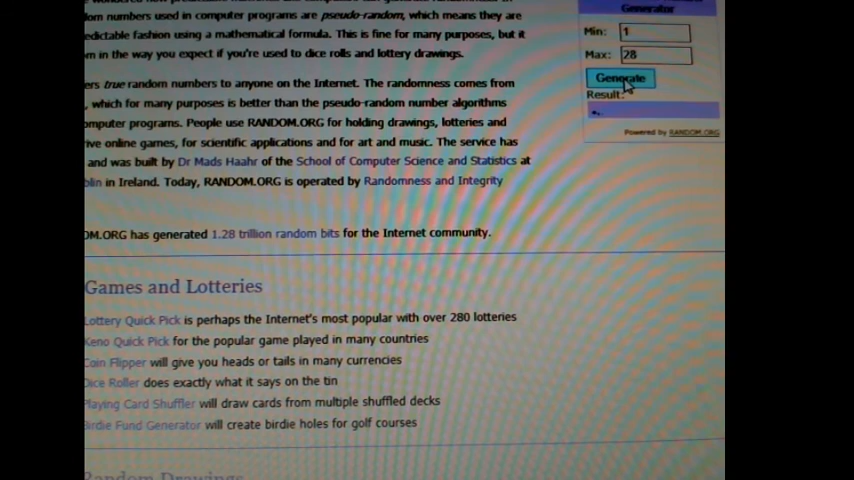 dom numbers used in computer programs are pseudo-random, which means they are
edictable fashion using a mathematical formula. This is fine for many purposes, but it
m in the way you expect if you're used to dice rolls and lottery drawings.
ers true random numbers to anyone on the Internet. The randomness comes from
, which for many purposes is better than the pseudo-random number algorithms
omputer programs. People use RANDOM.ORG for holding drawings, lotteries and
ive online games, for scientific applications and for art and music. The service has
and was built by Dr Mads Haahr of the School of Computer Science and Statistics at
blin in Ireland. Today, RANDOM.ORG is operated by Randomness and Integrity
OM.ORG has generated 1.28 trillion random bits for the Internet community.
Games and Lotteries
Lottery Quick Pick is perhaps the Internet's most popular with over 280 lotteries
Keno Quick Pick for the popular game played in many countries
Coin Flipper will give you heads or tails in many currencies
Dice Roller does exactly what it says on the tin
Playing Card Shuffler will draw cards from multiple shuffled decks
Birdie Fund Generator will create birdie holes for golf courses
Random Drawings
Generator
Min: 1
Max: 28
Generate
Result:
Powered by RANDOM.ORG